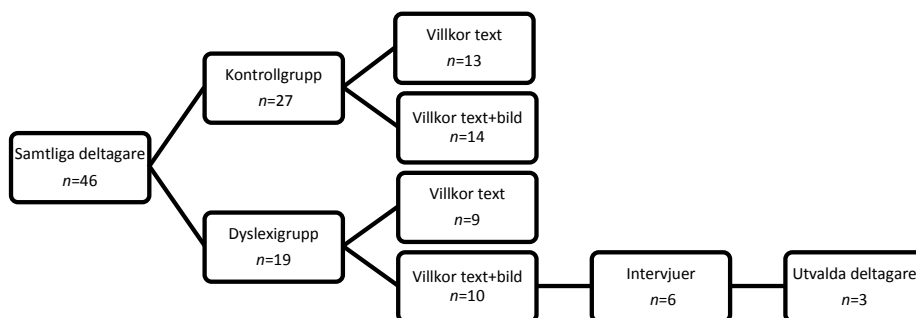 Samtliga deltagare
n=46
Kontrollgrupp
n=27
Villkor text
n=13
Villkor text+bild
n=14
Dyslexigrupp
n=19
Villkor text
n=9
Villkor text+bild
n=10
Intervjuer
n=6
Utvalda deltagare
n=3